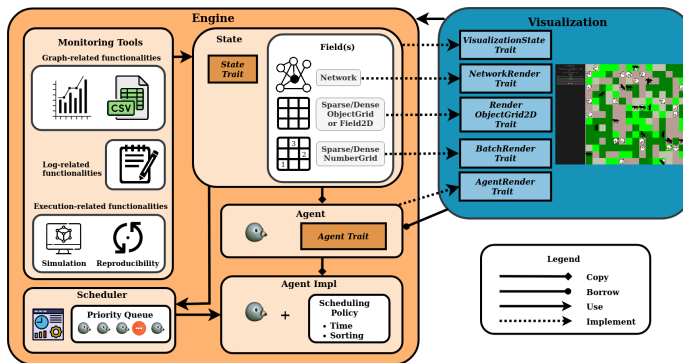 Engine
Visualization
Monitoring Tools
Graph-related functionalities
CSV
Log-related
functionalities
Execution-related functionalities
Simulation
Reproducibility
State
State
Trait
Field(s)
Network
Sparse/Dense
ObjectGrid
or Field2D
3
1
2
Sparse/Dense
NumberGrid
Agent
Agent Trait
Scheduler
Priority Queue
Agent Impl
+
Scheduling
Policy
• Time
• Sorting
VisualizationState
Trait
NetworkRender
Trait
Render
ObjectGrid2D
Trait
BatchRender
Trait
AgentRender
Trait
Legend
Copy
Borrow
Use
Implement